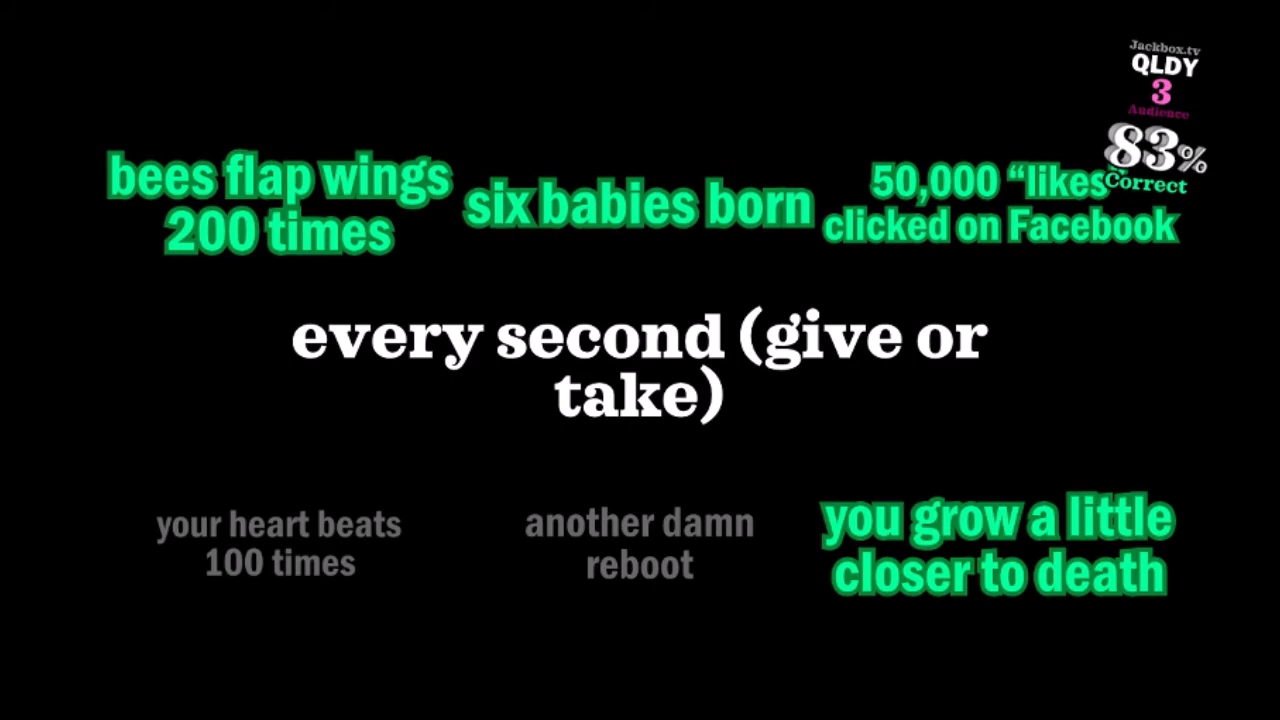 Jackbox.tv
QLDY
3
Audience
83%
Correct
bees flap wings
200 times
six babies born
50,000 “likes”
clicked on Facebook
every second (give or
take)
your heart beats
100 times
another damn
reboot
you grow a little
closer to death